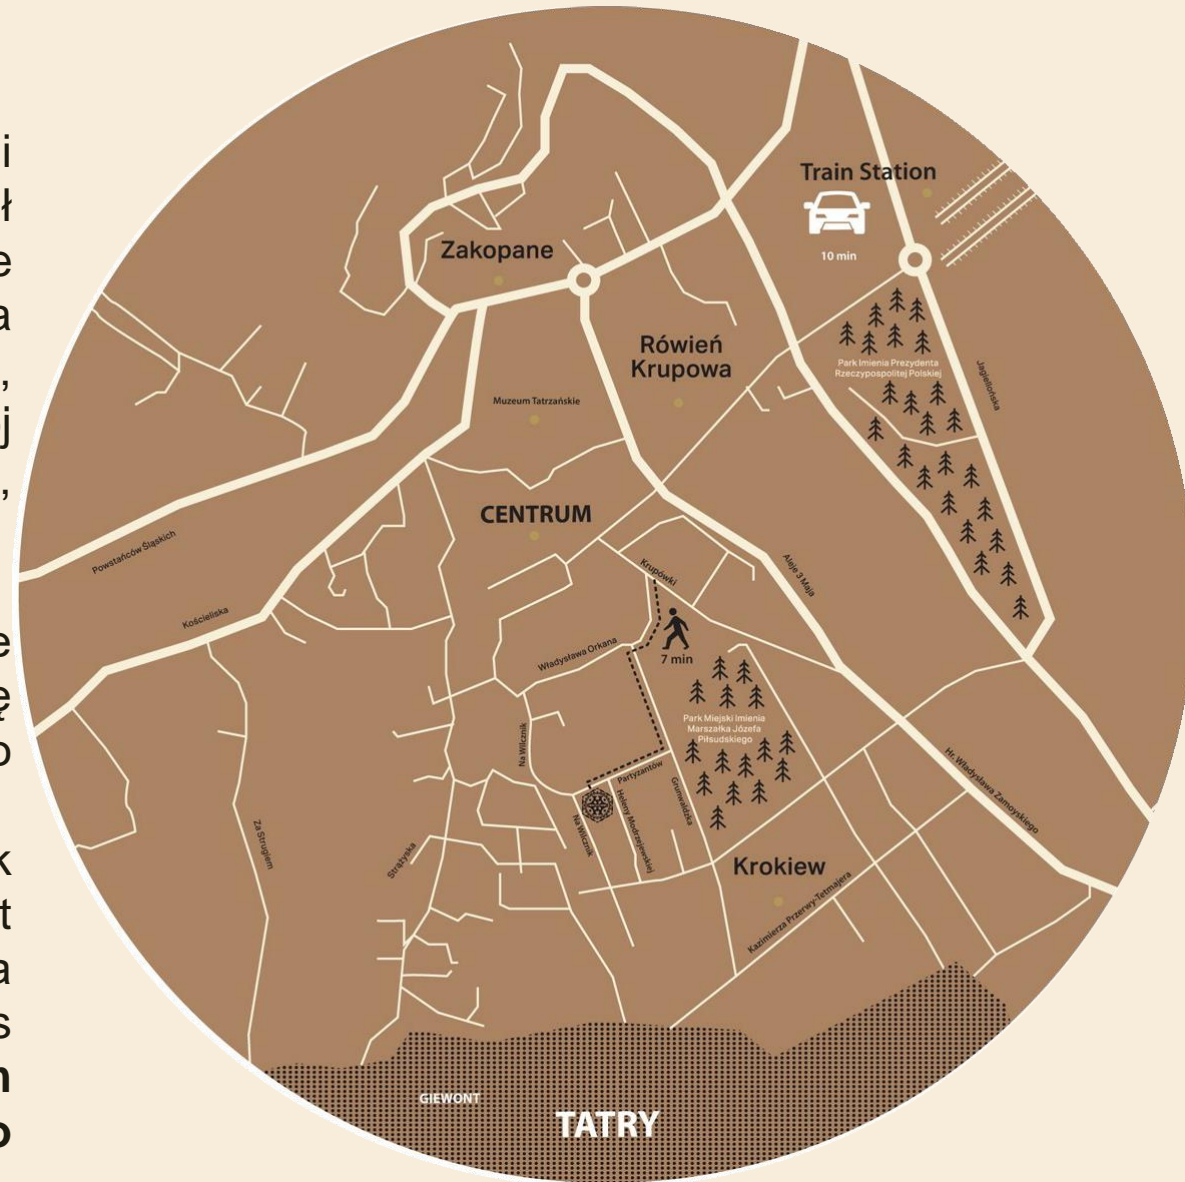 i
ł
e
a
,
j
,
e
ę
o
k
t
a
s
n
o
Train Station
10 min
Zakopane
Rówień
Krupowa
Park Imienia Prezydenta
Rzeczypospolitej Polskiej
Jagiellońska
Muzeum Tatrzańskie
CENTRUM
Powstańców Śląskich
Kościeliska
Krupówki
Aleje 3 Maja
7 min
Władysława Orkana
Park Miejski Imienia
Marszałka Józefa
Piłsudskiego
Na Wilcznik
Partyzantów
Grunwaldzka
Heleny Modrzejewskiej
Na Wilcznik
Hr. Władysława Zamoyskiego
Za Strugiem
Strążyska
Krokiew
Kazimierza Przerwy-Tetmajera
GIEWONT
TATRY